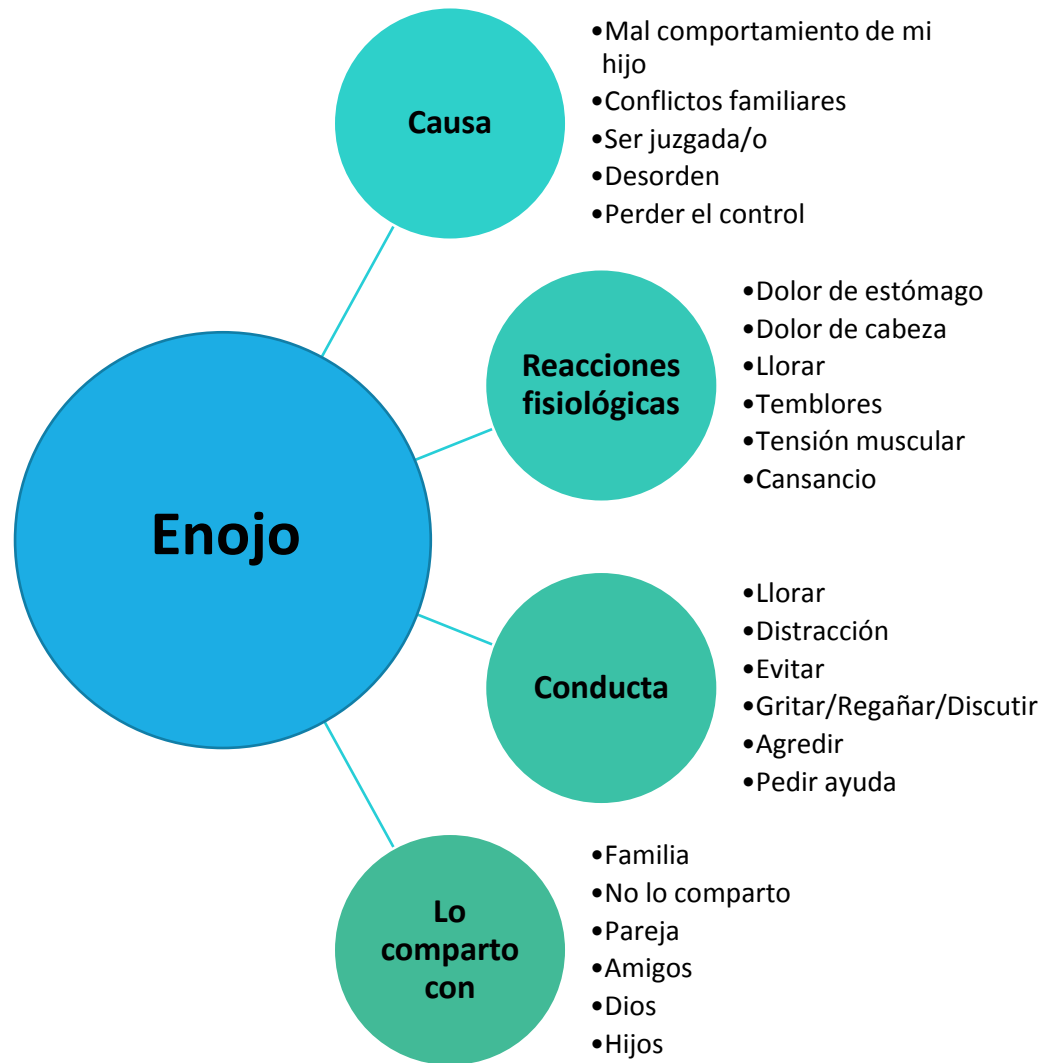 Causa
•Mal comportamiento de mi
hijo
•Conflictos familiares
•Ser juzgada/o
•Desorden
•Perder el control
Enojo
Reacciones
fisiológicas
•Dolor de estómago
•Dolor de cabeza
•Llorar
•Temblores
•Tensión muscular
•Cansancio
Conducta
•Llorar
•Distracción
•Evitar
•Gritar/Regañar/Discutir
•Agredir
•Pedir ayuda
Lo
comparto
con
•Familia
•No lo comparto
•Pareja
•Amigos
•Dios
•Hijos